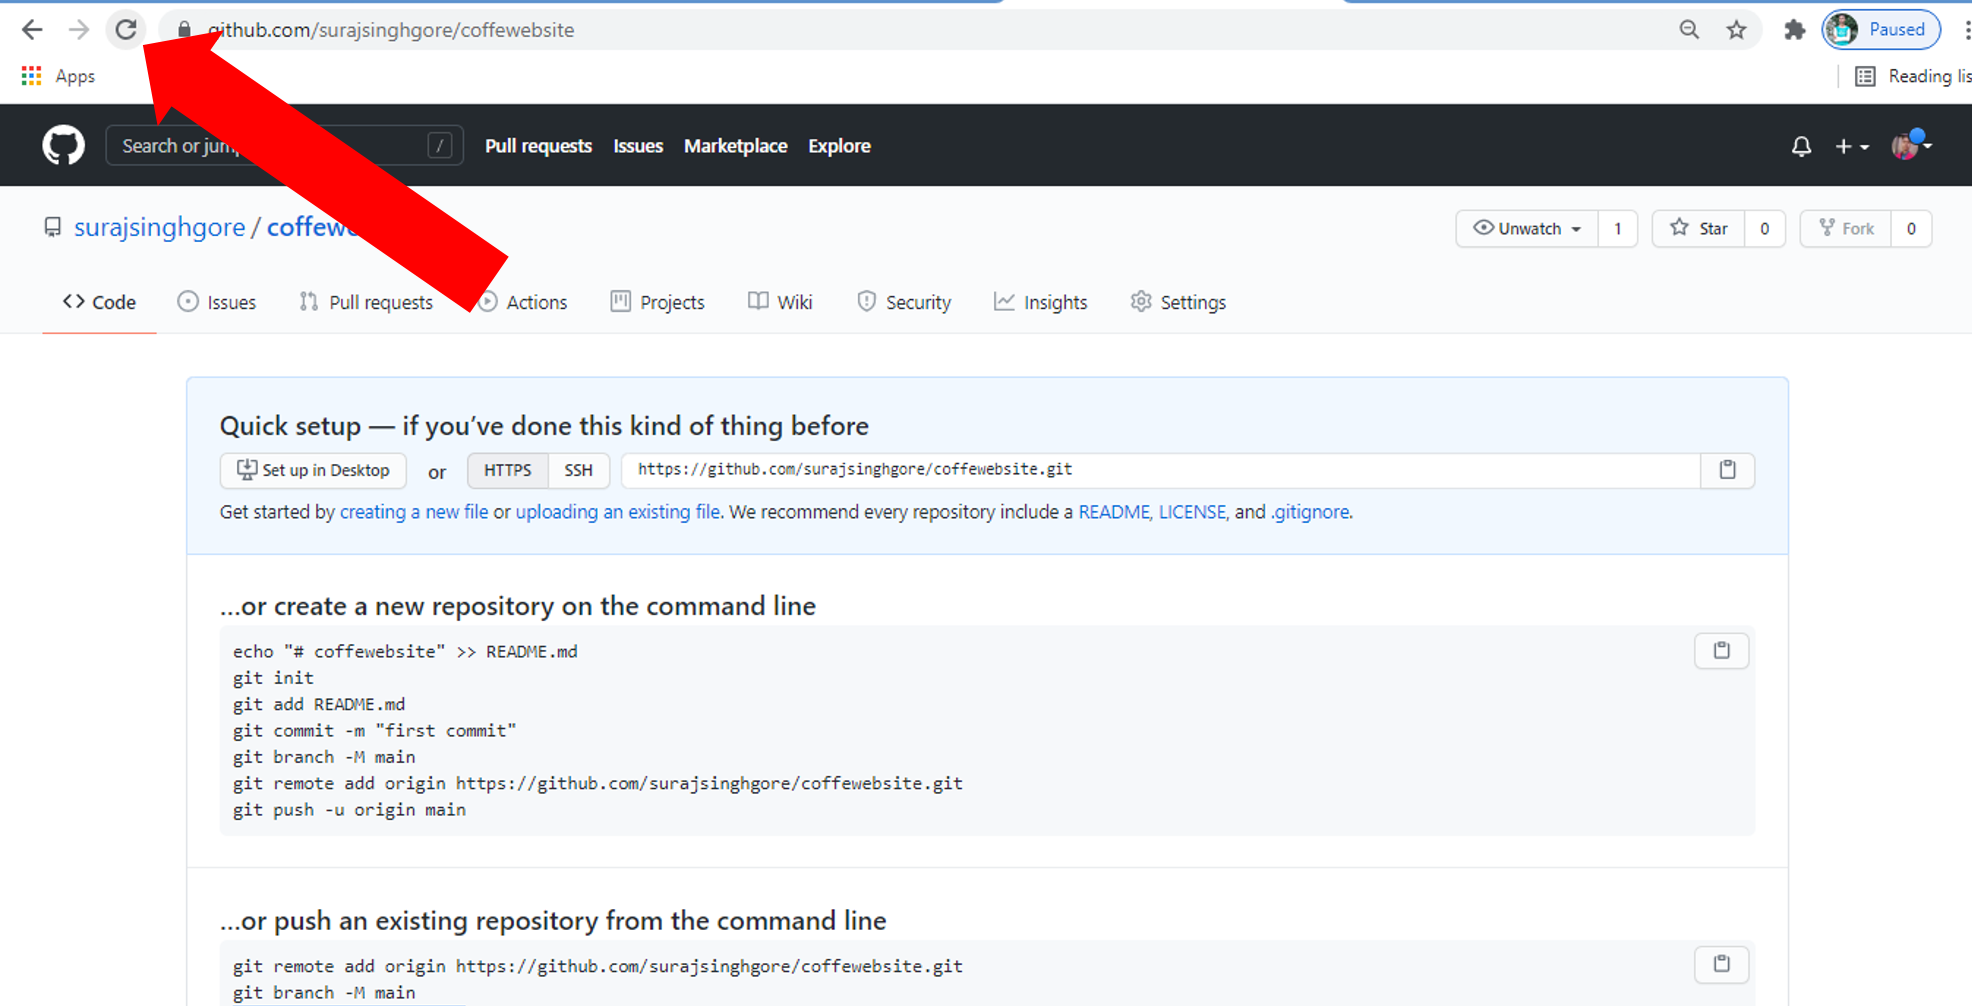 github.com/surajsinghgore/coffewebsite
Paused
Apps
Reading lis
Search or jump
/
Pull requests Issues Marketplace Explore
surajsinghgore / coffewe
Unwatch 1 Star 0 Fork 0
Code Issues Pull requests Actions Projects Wiki Security Insights Settings
Quick setup — if you’ve done this kind of thing before
Set up in Desktop or HTTPS SSH https://github.com/surajsinghgore/coffewebsite.git
Get started by creating a new file or uploading an existing file. We recommend every repository include a README, LICENSE, and .gitignore.
…or create a new repository on the command line
echo "# coffewebsite" >> README.md
git init
git add README.md
git commit -m "first commit"
git branch -M main
git remote add origin https://github.com/surajsinghgore/coffewebsite.git
git push -u origin main
…or push an existing repository from the command line
git remote add origin https://github.com/surajsinghgore/coffewebsite.git
git branch -M main